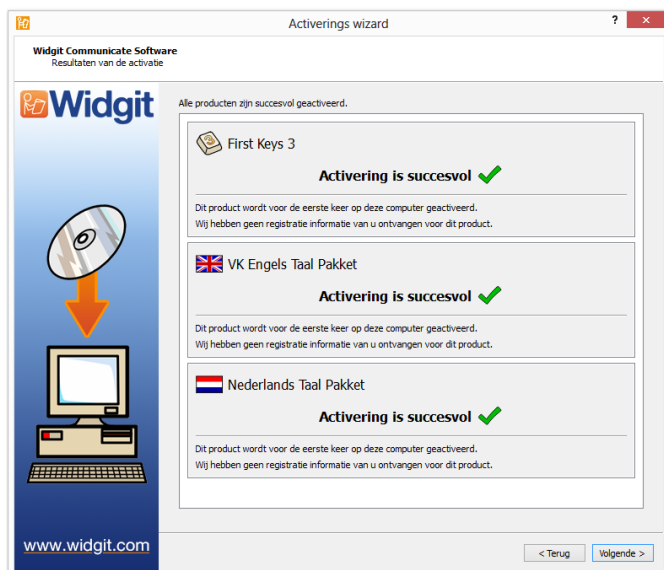 Activerings wizard
Widgit Communicate Software
Resultaten van de activatie
Widgit
Alle producten zijn succesvol geactiveerd.
First Keys 3
Activering is succesvol
Dit product wordt voor de eerste keer op deze computer geactiveerd.
Wij hebben geen registratie informatie van u ontvangen voor dit product.
VK Engels Taal Pakket
Activering is succesvol
Dit product wordt voor de eerste keer op deze computer geactiveerd.
Wij hebben geen registratie informatie van u ontvangen voor dit product.
Nederlands Taal Pakket
Activering is succesvol
Dit product wordt voor de eerste keer op deze computer geactiveerd.
Wij hebben geen registratie informatie van u ontvangen voor dit product.
www.widgit.com
< Terug
Volgende >